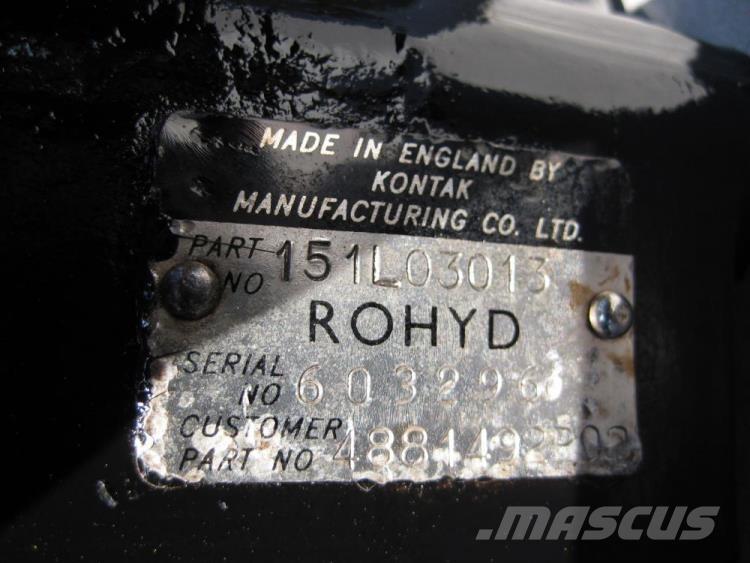 MADE IN ENGLAND BY
KONTAK
MANUFACTURING CO. LTD.
PART NO 151L03013
ROHYD
SERIAL NO 603296
CUSTOMER PART NO
MASCUS